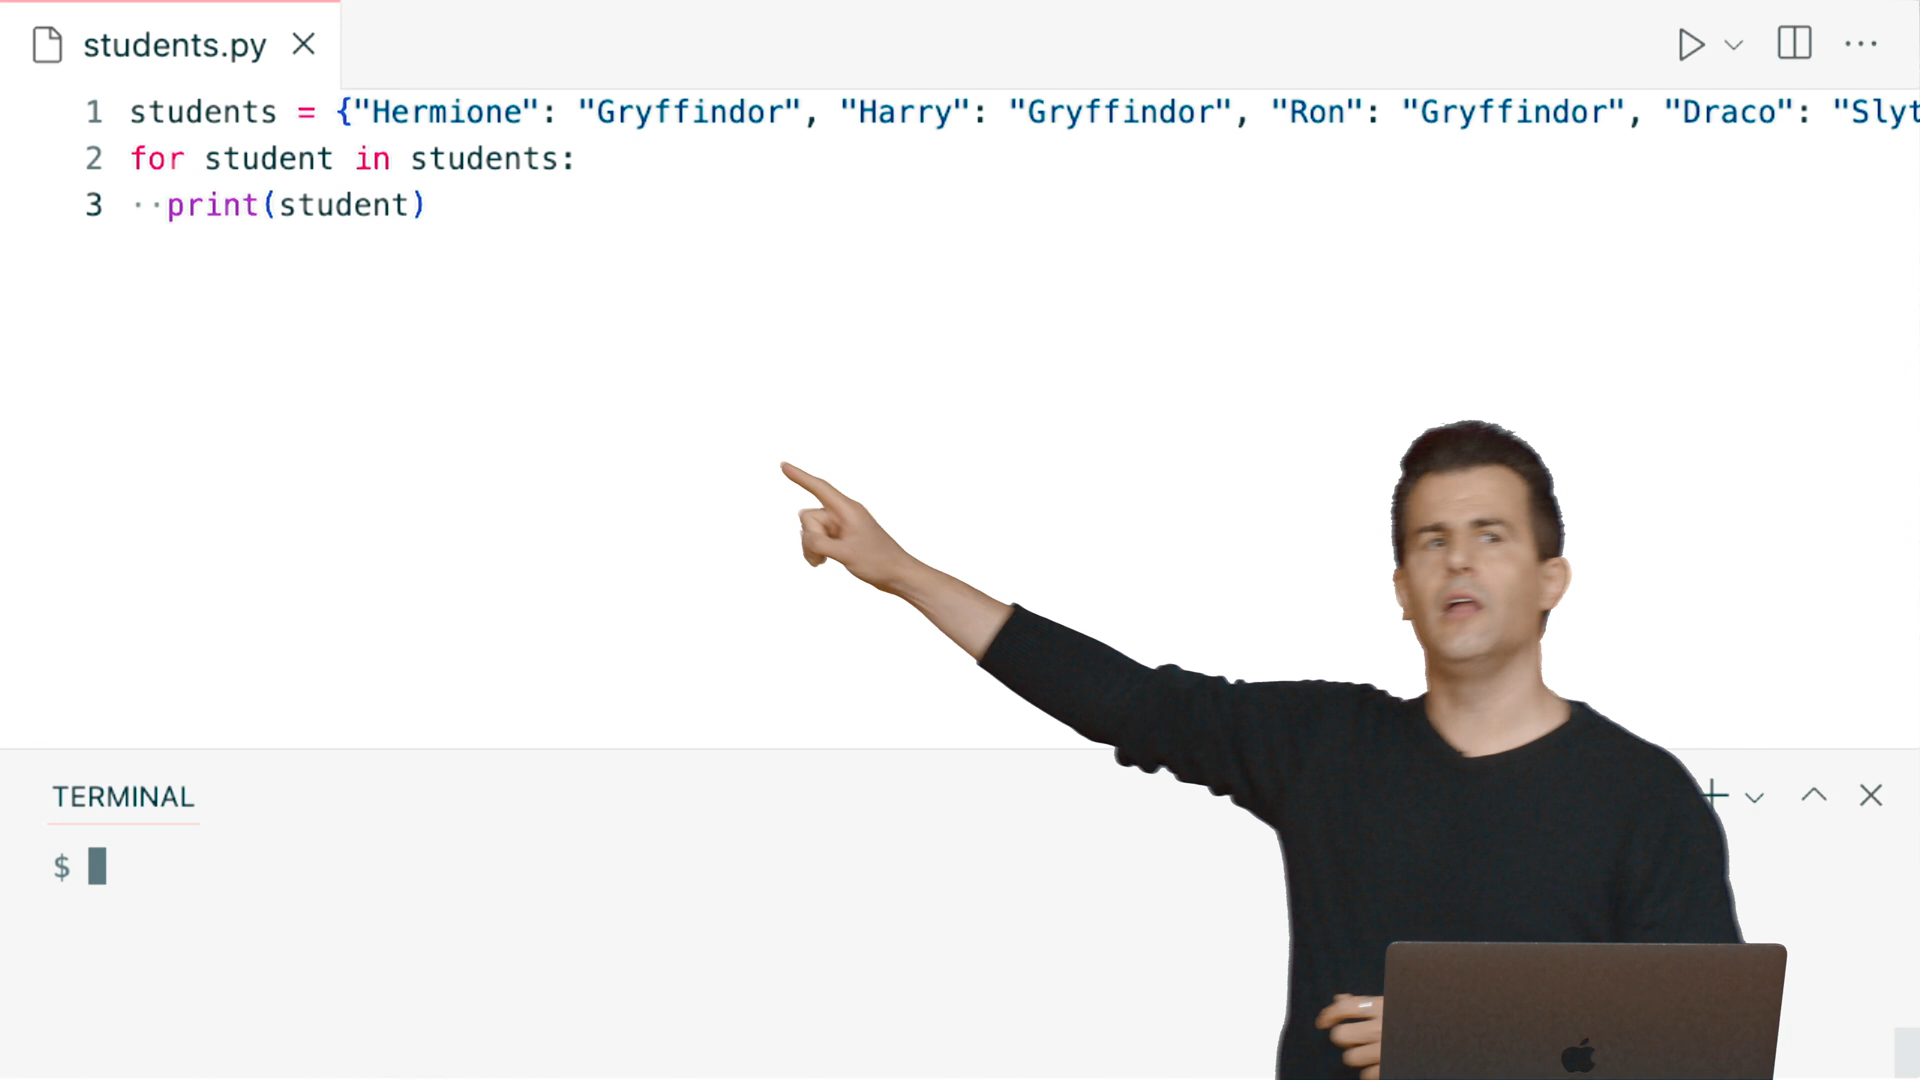 students.py
1 students = {"Hermione": "Gryffindor", "Harry": "Gryffindor", "Ron": "Gryffindor", "Draco": "Slyt
2 for student in students:
3 ··print(student)
TERMINAL
$